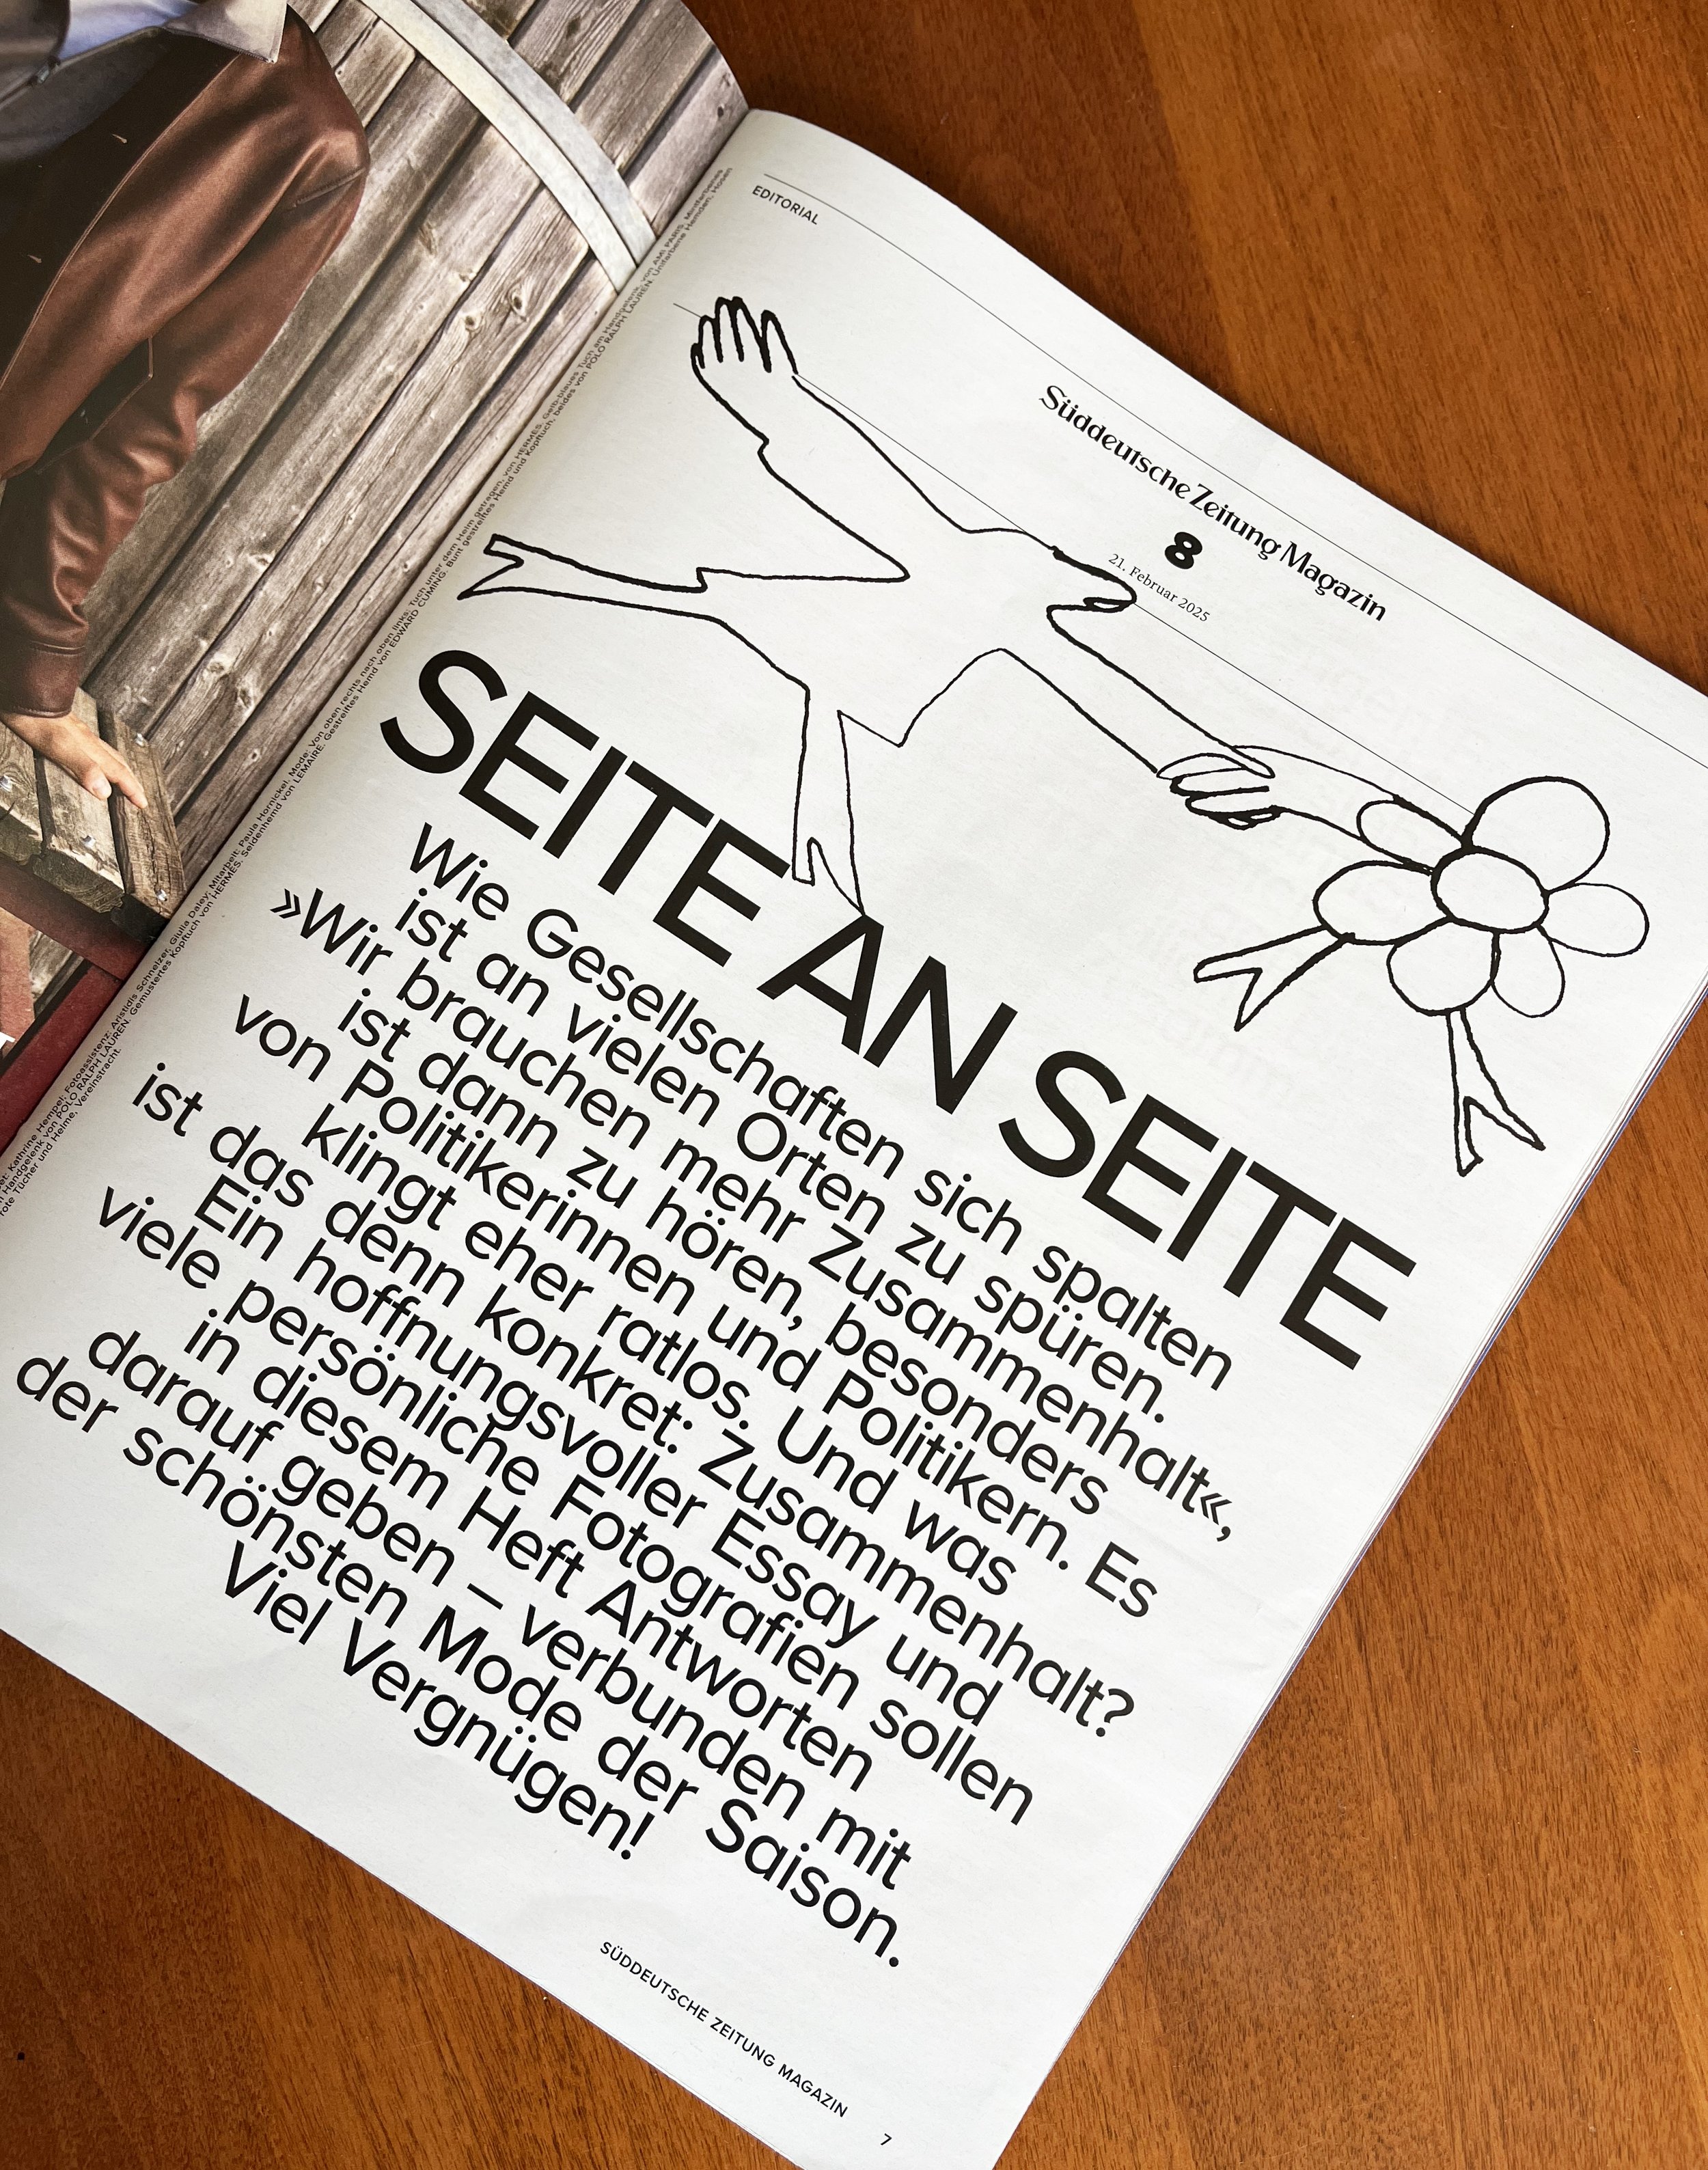 EDITORIAL
Süddeutsche Zeitung Magazin
8
21. Februar 2025
SEITE AN SEITE
Wie Gesellschaften sich spalten
ist an vielen Orten zu spüren.
»Wir brauchen mehr Zusammenhalt«,
ist dann zu hören, besonders
von Politikerinnen und Politikern. Es
klingt eher ratlos. Und was
ist das denn konkret: Zusammenhalt?
Ein hoffnungsvoller Essay und
viele persönliche Fotografien sollen
in diesem Heft Antworten
darauf geben – verbunden mit
der schönsten Mode der Saison.
Viel Vergnügen!
SÜDDEUTSCHE ZEITUNG MAGAZIN
7